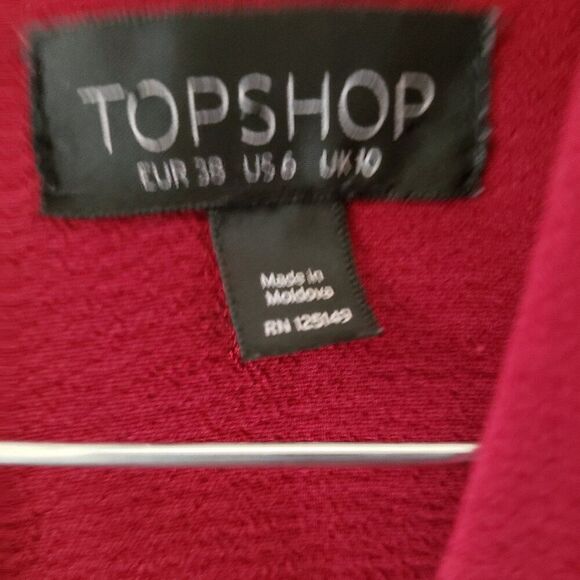 TOPSHOP
EUR 38 US 6 UK 10
Made in
Moldova
RN 125149